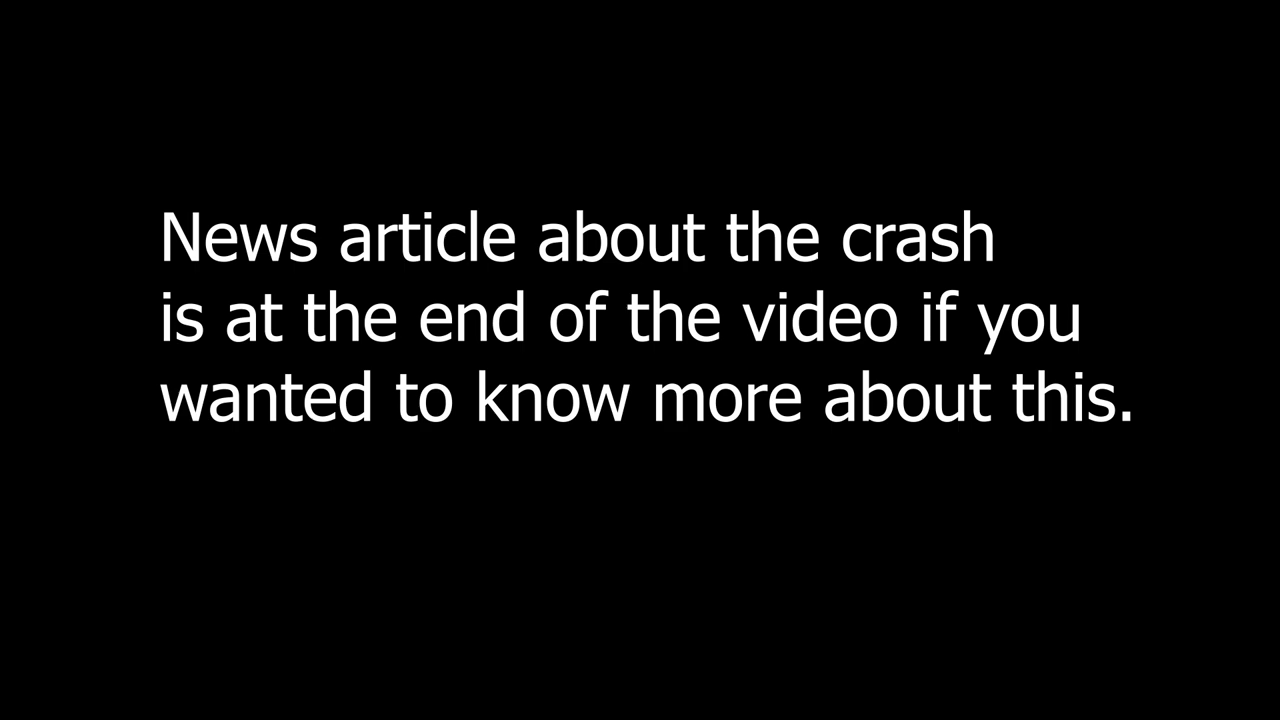 News article about the crash
is at the end of the video if you
wanted to know more about this.